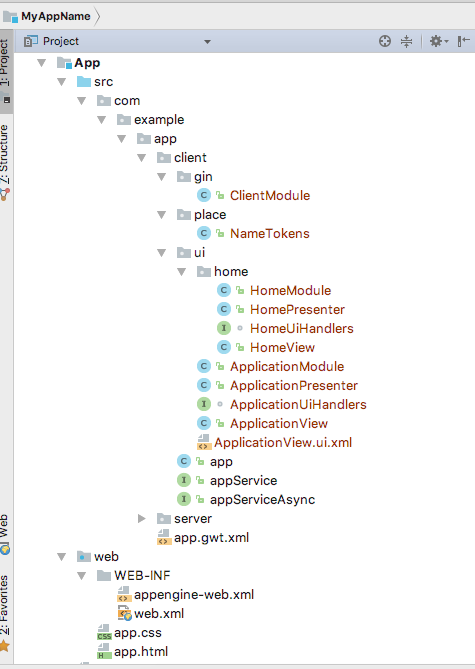 MyAppName
Project
1: Project
7: Structure
Web
2: Favorites
App
src
com
example
app
client
gin
ClientModule
place
NameTokens
ui
home
HomeModule
HomePresenter
HomeUiHandlers
HomeView
ApplicationModule
ApplicationPresenter
ApplicationUiHandlers
ApplicationView
ApplicationView.ui.xml
app
appService
appServiceAsync
server
app.gwt.xml
web
WEB-INF
appengine-web.xml
web.xml
app.css
app.html